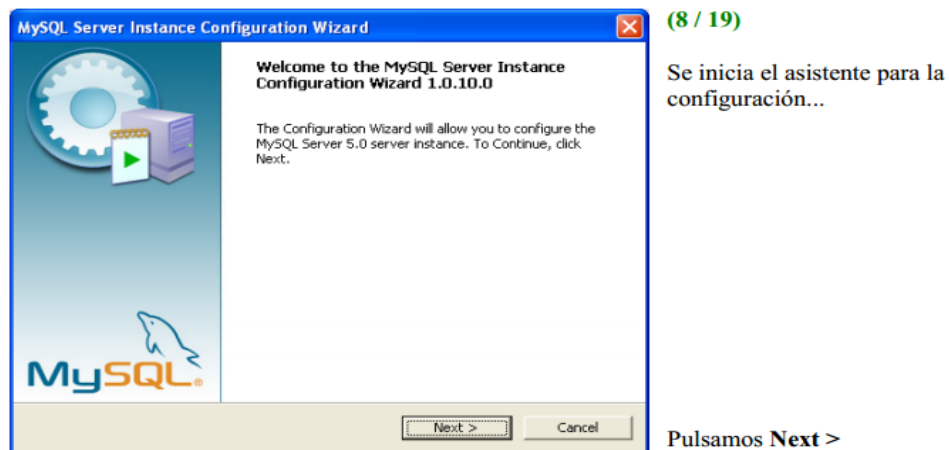 MySQL Server Instance Configuration Wizard
Welcome to the MySQL Server Instance
Configuration Wizard 1.0.10.0
The Configuration Wizard will allow you to configure the
MySQL Server 5.0 server instance. To Continue, click
Next.
MySQL®
Next >
Cancel
(8 / 19)
Se inicia el asistente para la
configuración...
Pulsamos Next >